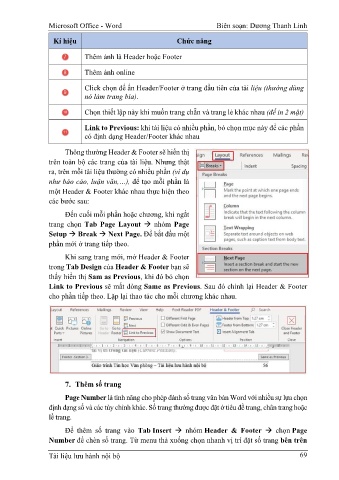 Microsoft Office - Word
Biên soạn: Dương Thanh Linh
Kí hiệu
Chức năng
Thêm ảnh là Header hoặc Footer
Thêm ảnh online
Click chọn để ẩn Header/Footer ở trang đầu tiên của tài liệu (thường dùng
nó làm trang bìa).
Chọn thiết lập này khi muốn trang chẵn và trang lẻ khác nhau (để in 2 mặt)
Link to Previous: khi tài liệu có nhiều phần, bỏ chọn mục này để các phần
có định dạng Header/Footer khác nhau
Thông thường Header & Footer sẽ hiển thị
trên toàn bộ các trang của tài liệu. Nhưng thật
ra, trên mỗi tài liệu thường có nhiều phần (ví dụ
như báo cáo, luận văn,…), để tạo mỗi phần là
một Header & Footer khác nhau thực hiện theo
các bước sau:
Đến cuối mỗi phần hoặc chương, khi ngắt
trang chọn Tab Page Layout → nhóm Page
Setup → Break → Next Page. Để bắt đầu một
phần mới ở trang tiếp theo.
Khi sang trang mới, mở Header & Footer
trong Tab Design của Header & Footer bạn sẽ
thấy hiển thị Sam as Previous, khi đó bỏ chọn
Layout References Mailings
Breaks
Indent Spacing
Page Breaks
Page
Mark the point at which one page ends
and the next page begins.
Column
Indicate that the text following the column
break will begin in the next column.
Text Wrapping
Separate text around objects on web
pages, such as caption text from body text.
Section Breaks
Next Page
Insert a section break and start the new
section on the next page.
Link to Previous sẽ mất dòng Same as Previous. Sau đó chỉnh lại Header & Footer
cho phần tiếp theo. Lặp lại thao tác cho mỗi chương khác nhau.
Layout References Mailings Review View Help Foxit Reader PDF Header & Footer Search
Previous
Different First Page
Header from Top:
Next
Different Odd & Even Pages
Footer from Bottom:
Link to Previous
Show Document Text
Insert Alignment Tab
Close Header
and Footer
Navigation Options Position Close
Same as Previous
Giáo trình Tin học Văn phòng – Tài liệu lưu hành nội bộ
56
7. Thêm số trang
Page Number là tính năng cho phép đánh số trang văn bản Word với nhiều sự lựa chọn
định dạng số và các tùy chỉnh khác. Số trang thường được đặt ở tiêu đề trang, chân trang hoặc
lề trang.
Để thêm số trang vào Tab Insert → nhóm Header & Footer → chọn Page
Number để chèn số trang. Từ menu thả xuống chọn nhanh vị trí đặt số trang bên trên
Tài liệu lưu hành nội bộ
69